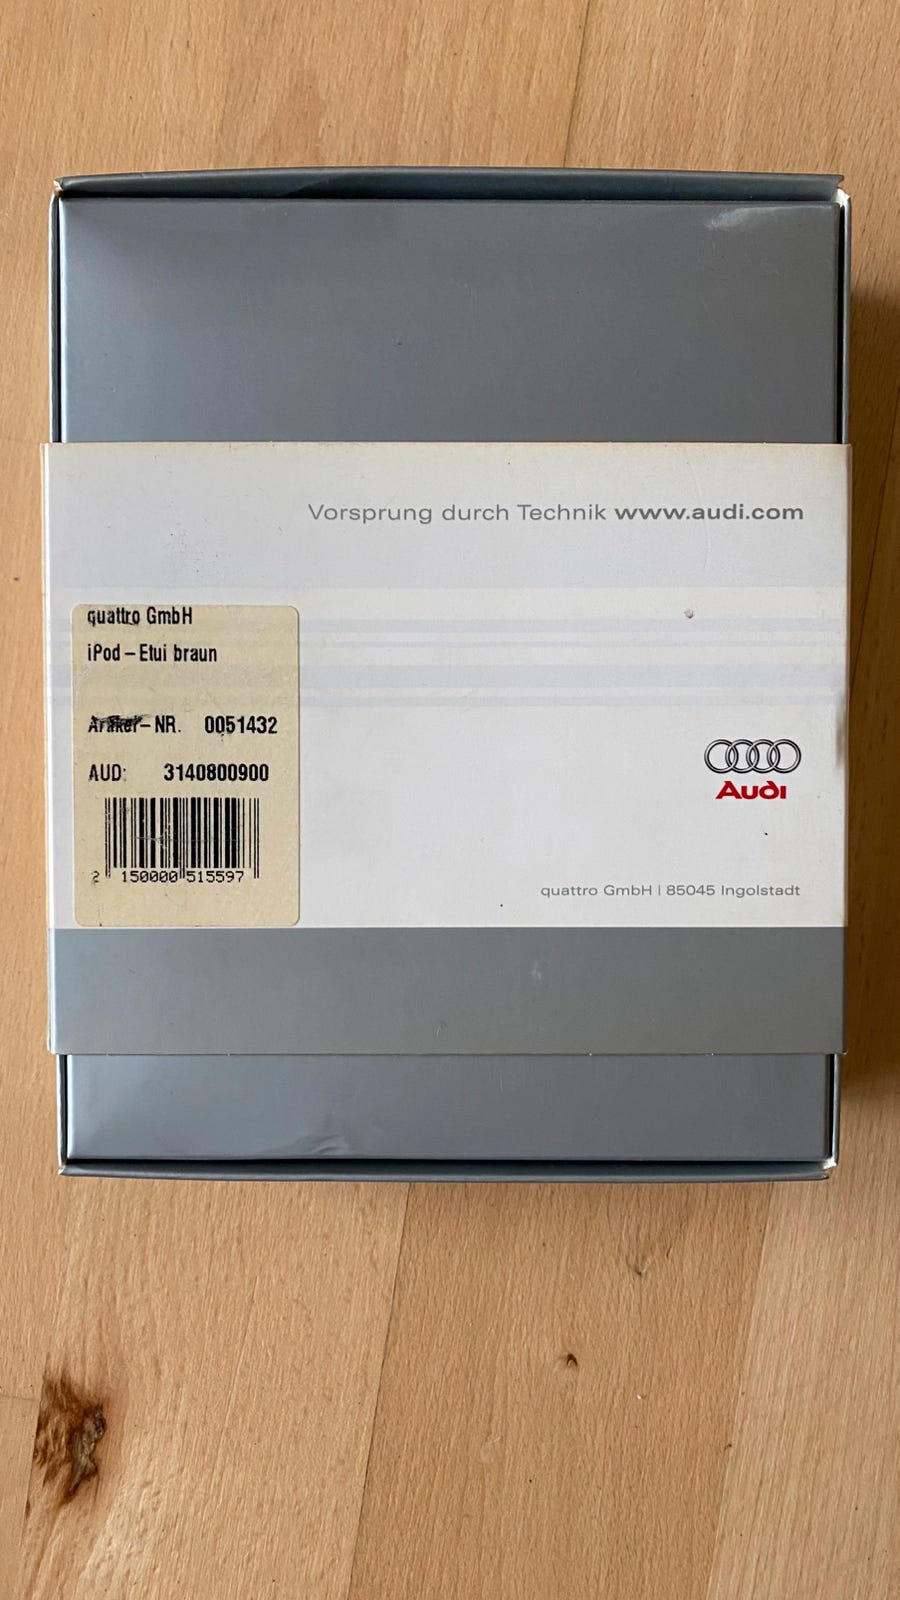 Vorsprung durch Technik www.audi.com
quattro GmbH
iPod – Etui braun
NR. 0051432
AUD: 3140800900
2 150000 515597
Audi
quattro GmbH | 85045 Ingolstadt